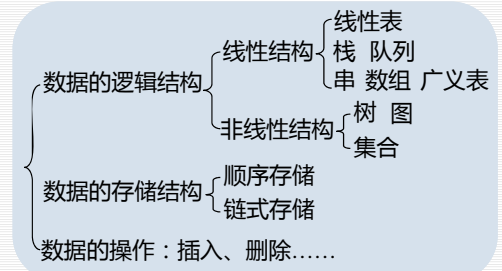 线性表
线性结构
栈 队列
串 数组 广义表
数据的逻辑结构
树 图
非线性结构
集合
顺序存储
数据的存储结构
链式存储
数据的操作：插入、删除……